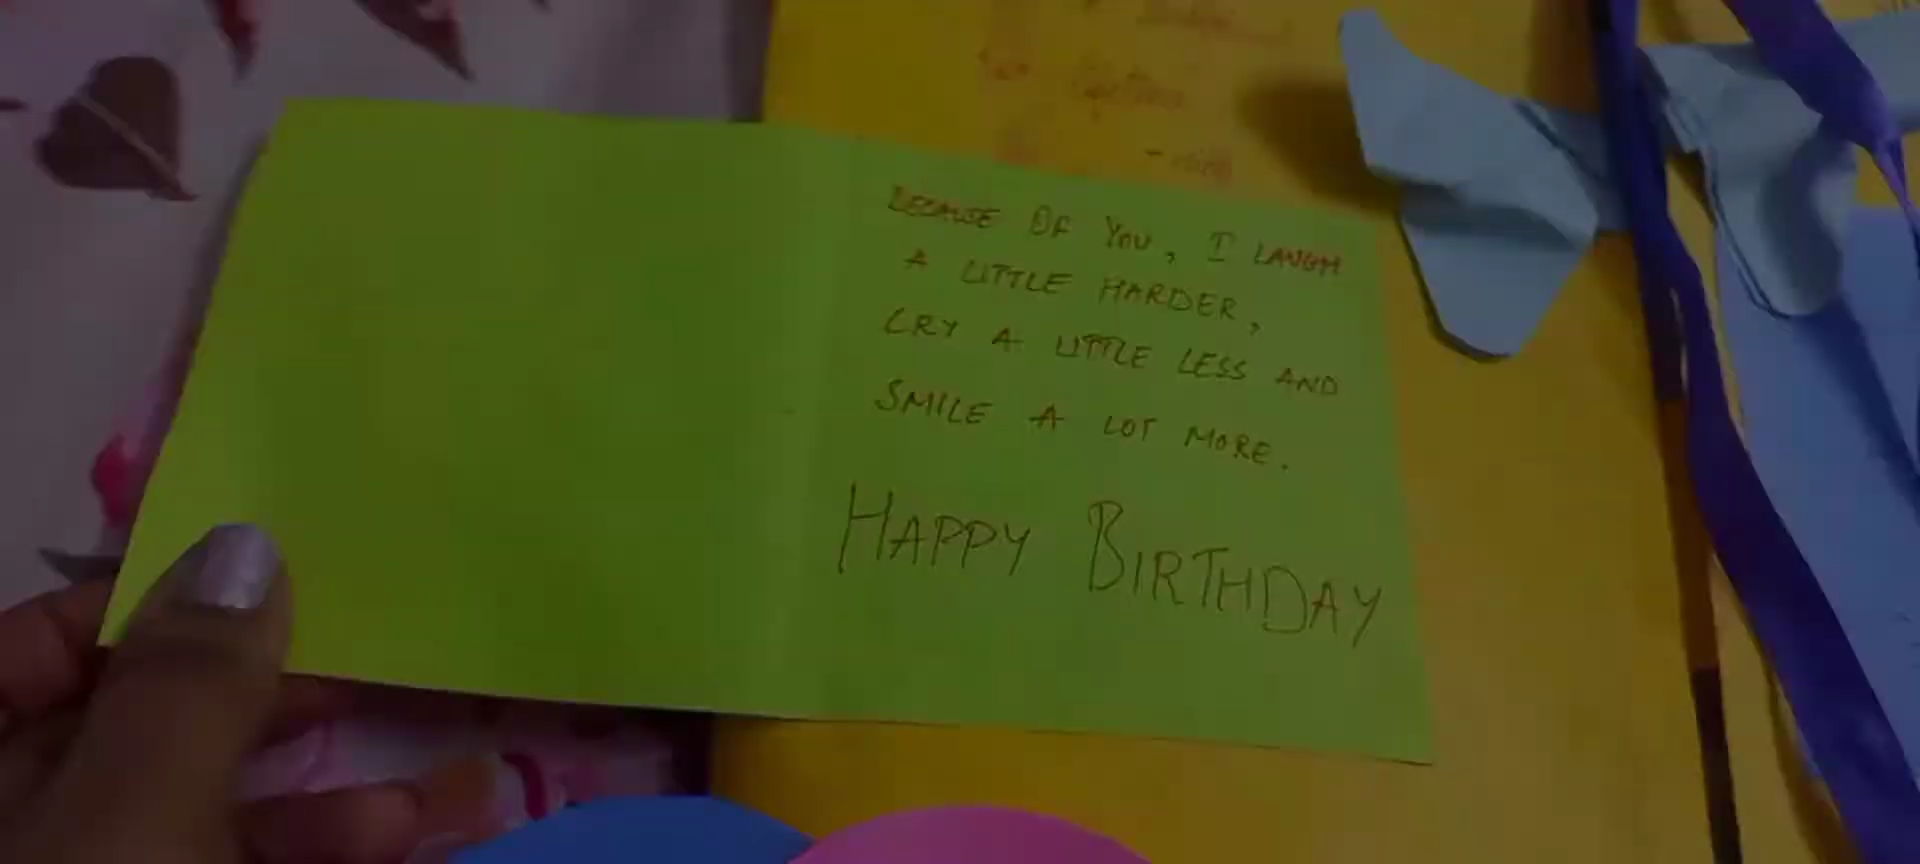 BECAUSE OF YOU, I LAUGH
A LITTLE HARDER,
CRY A LITTLE LESS AND
SMILE A LOT MORE.
HAPPY BIRTHDAY